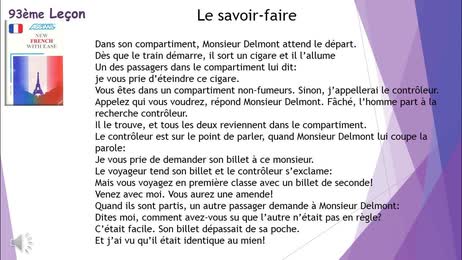 93ème Leçon
Le savoir-faire
ASSIMIL
NEW
FRENCH
WITH EASE
Dans son compartiment, Monsieur Delmont attend le départ.
Dès que le train démarre, il sort un cigare et il l'allume
Un des passagers dans le compartiment lui dit:
je vous prie d'éteindre ce cigare.
Vous êtes dans un compartiment non-fumeurs. Sinon, j'appellerai le contrôleur.
Appelez qui vous voudrez, répond Monsieur Delmont. Fâché, l'homme part à la
recherche contrôleur.
Il le trouve, et tous les deux reviennent dans le compartiment.
Le contrôleur est sur le point de parler, quand Monsieur Delmont lui coupe la
parole:
Je vous prie de demander son billet à ce monsieur.
Le voyageur tend son billet et le contrôleur s'exclame:
Mais vous voyagez en première classe avec un billet de seconde!
Venez avec moi. Vous aurez une amende!
Quand ils sont partis, un autre passager demande à Monsieur Delmont:
Dites moi, comment avez-vous su que l'autre n'était pas en règle?
C'était facile. Son billet dépassait de sa poche.
Et j'ai vu qu'il était identique au mien!